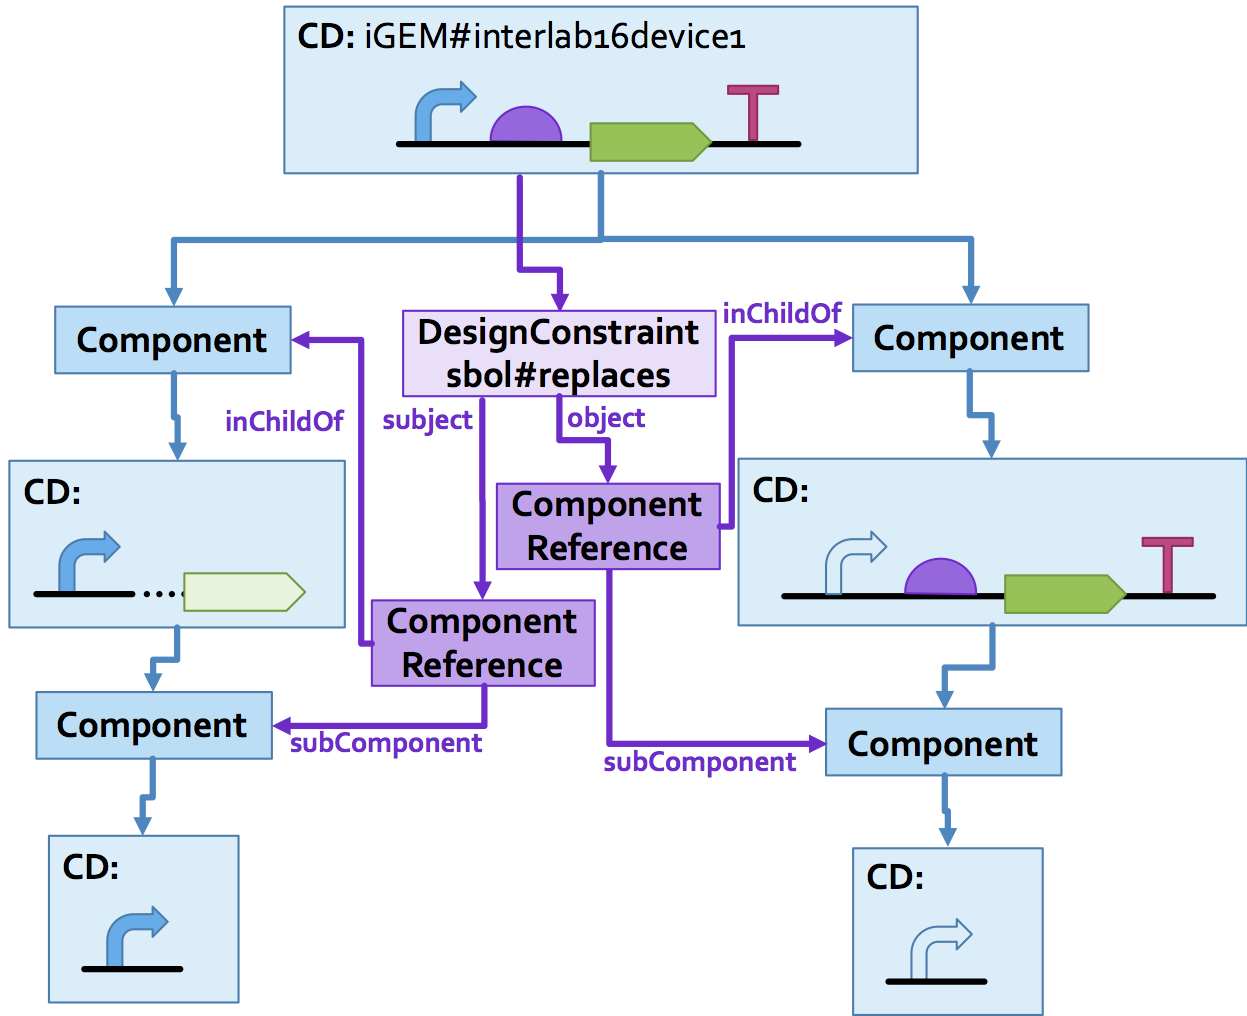 CD: iGEM#interlab16device1
Component
DesignConstraint
sbol#replaces
inChildOf
Component
inChildOf
subject
object
CD:
Component
Reference
CD:
Component
Reference
Component
subComponent
subComponent
Component
CD:
CD: